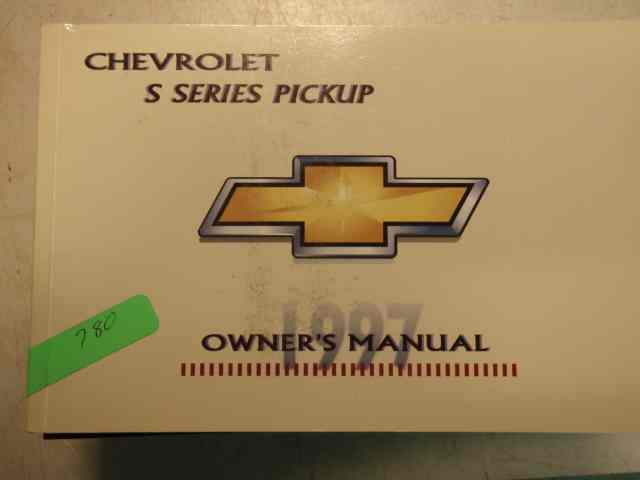 CHEVROLET
S SERIES PICKUP
1997
OWNER'S MANUAL
780